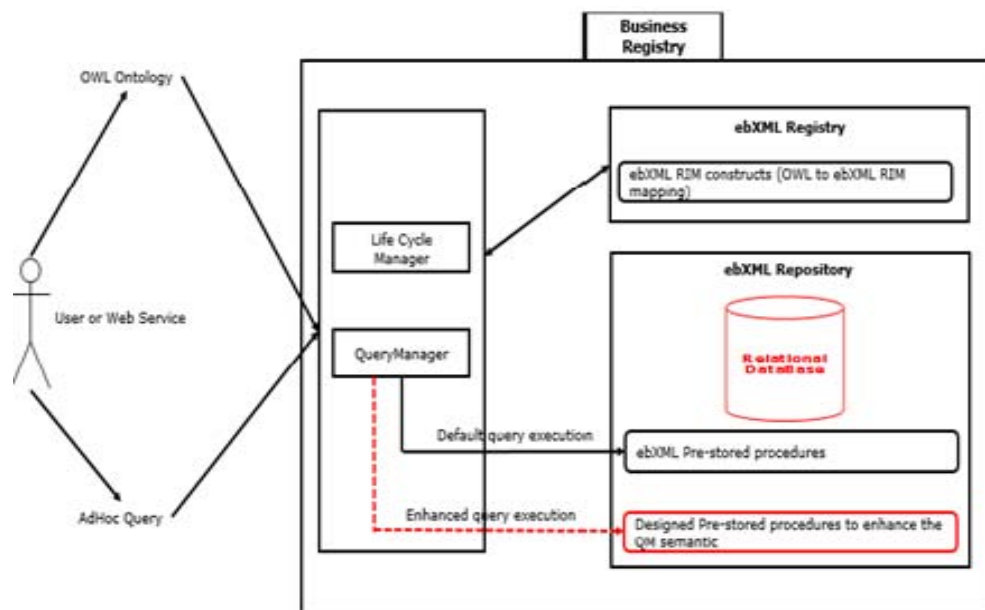 Business
Registry
OWL Ontology
ebXML Registry
ebXML RIM constructs (OWL to ebXML RIM
mapping)
Life Cycle
Manager
ebXML Repository
User or Web Service
QueryManager
Relational
DataBase
Default query execution
ebXML Pre-stored procedures
AdHoc Query
Enhanced query execution
Designed Pre-stored procedures to enhance the
QM semantic